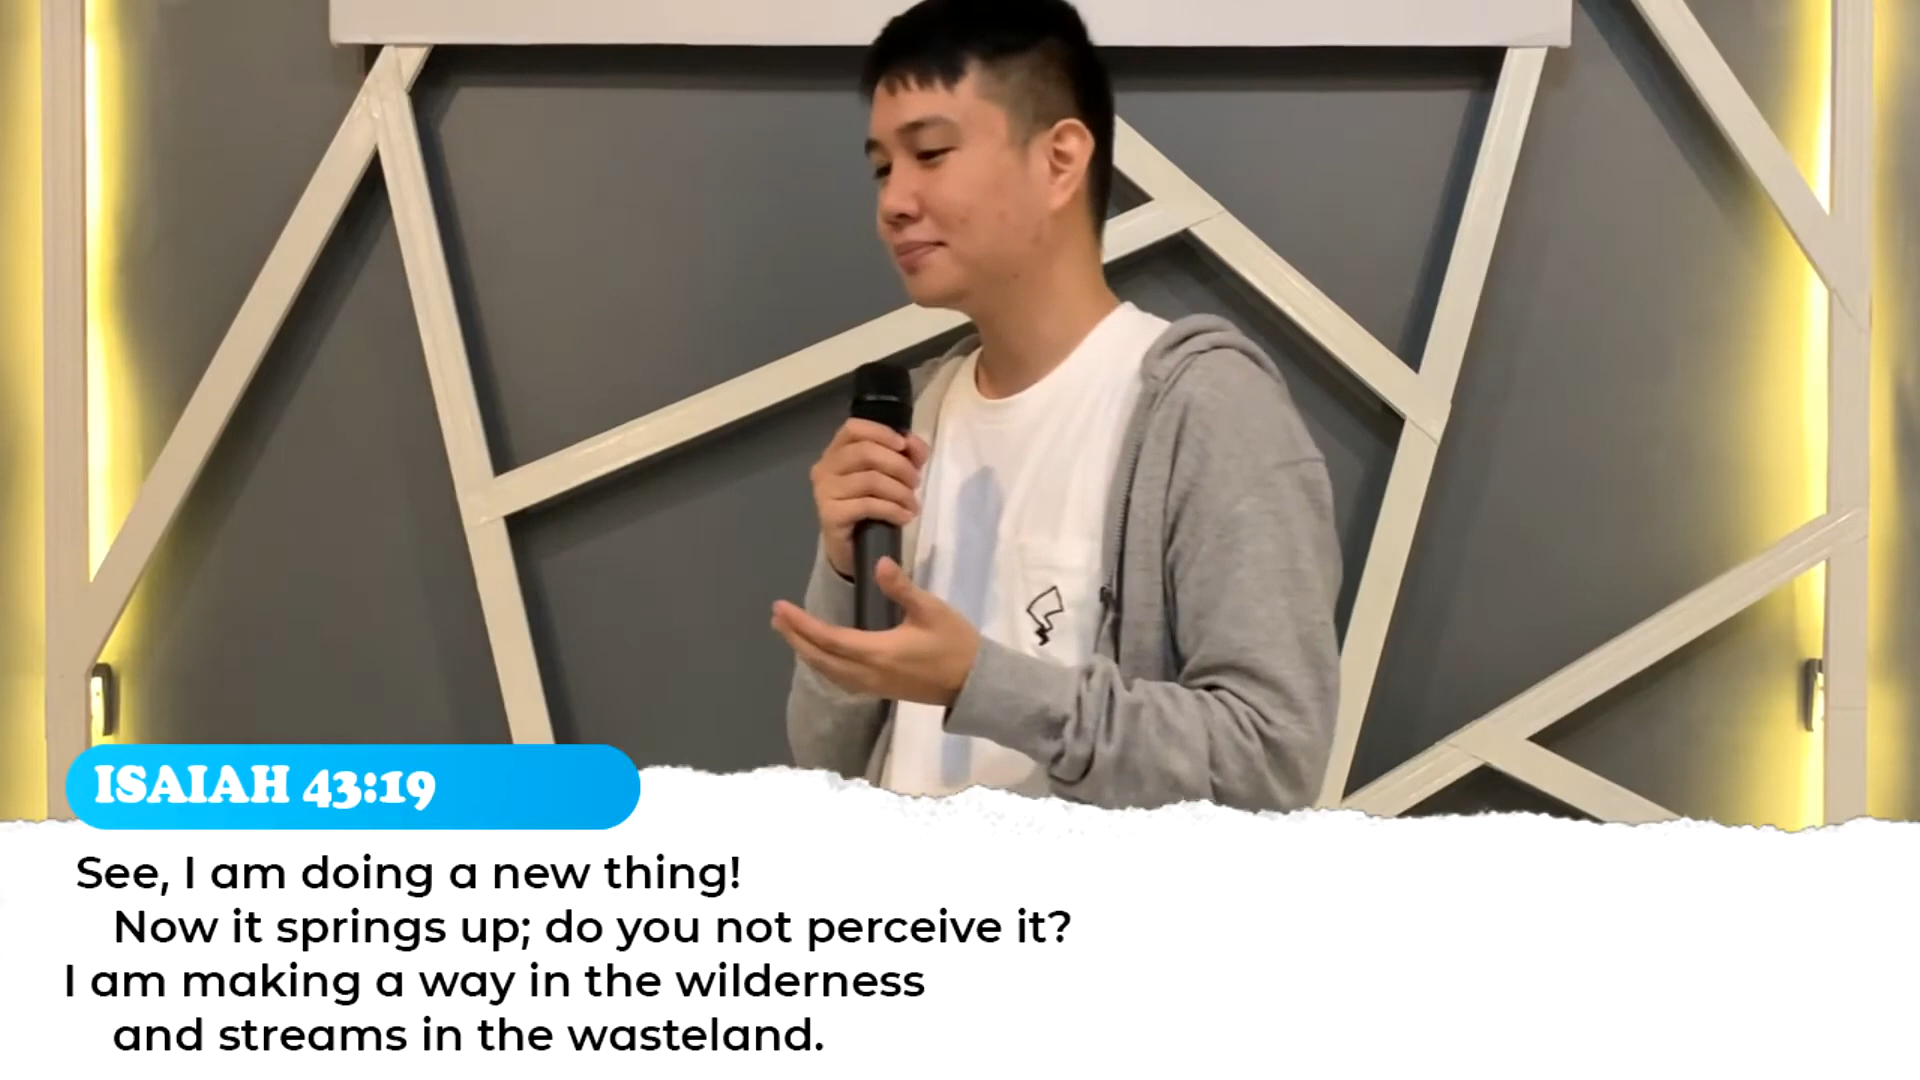 ISAIAH 43:19
See, I am doing a new thing!
Now it springs up; do you not perceive it?
I am making a way in the wilderness
and streams in the wasteland.